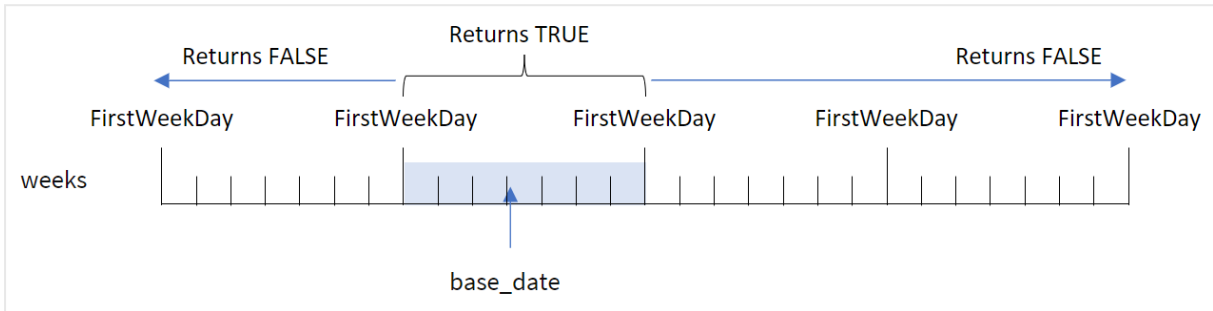 Returns TRUE
Returns FALSE
Returns FALSE
FirstWeekDay FirstWeekDay FirstWeekDay FirstWeekDay FirstWeekDay
weeks
base_date